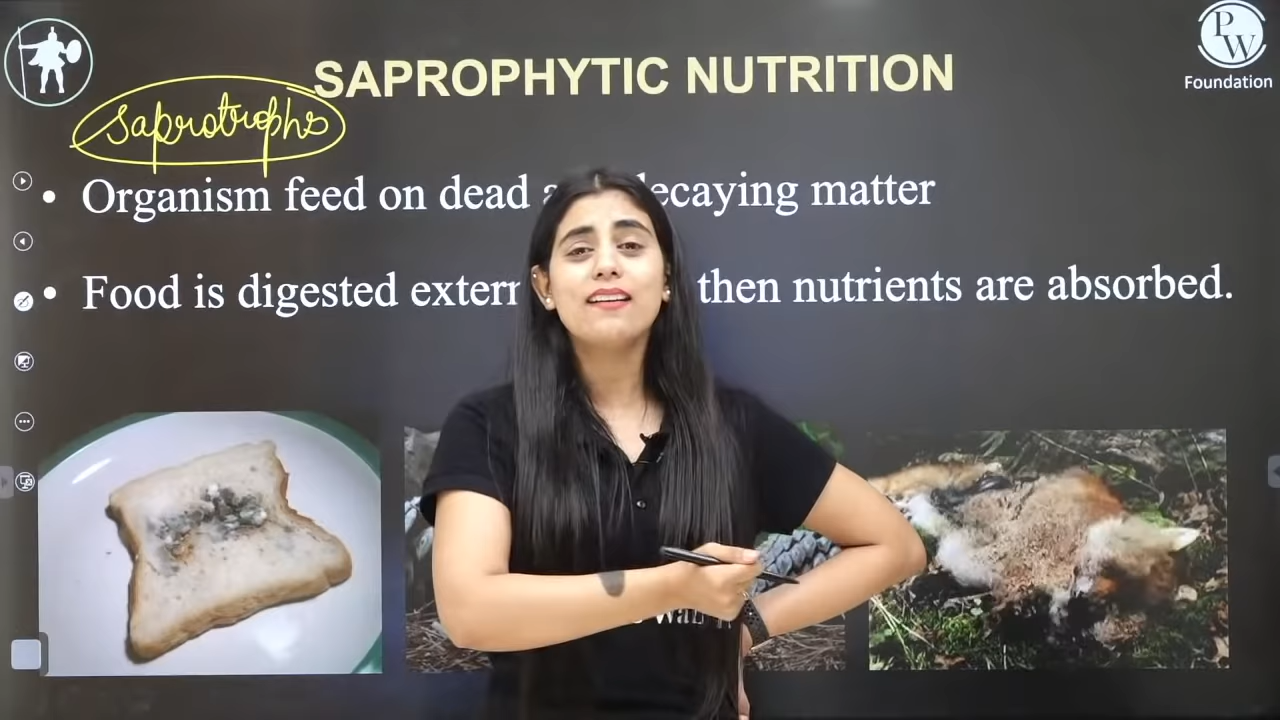 PW
Foundation
SAPROPHYTIC NUTRITION
saprotrophs
• Organism feed on dead a decaying matter
• Food is digested extern then nutrients are absorbed.